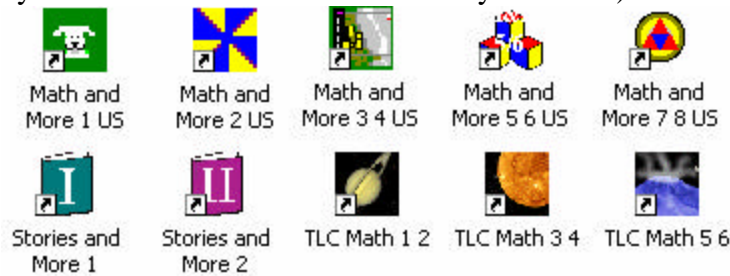 Math and
More 1 US
Math and
More 2 US
Math and
More 3 4 US
Math and
More 5 6 US
Math and
More 7 8 US
I
II
Stories and
More 1
Stories and
More 2
TLC Math 1 2
TLC Math 3 4
TLC Math 5 6